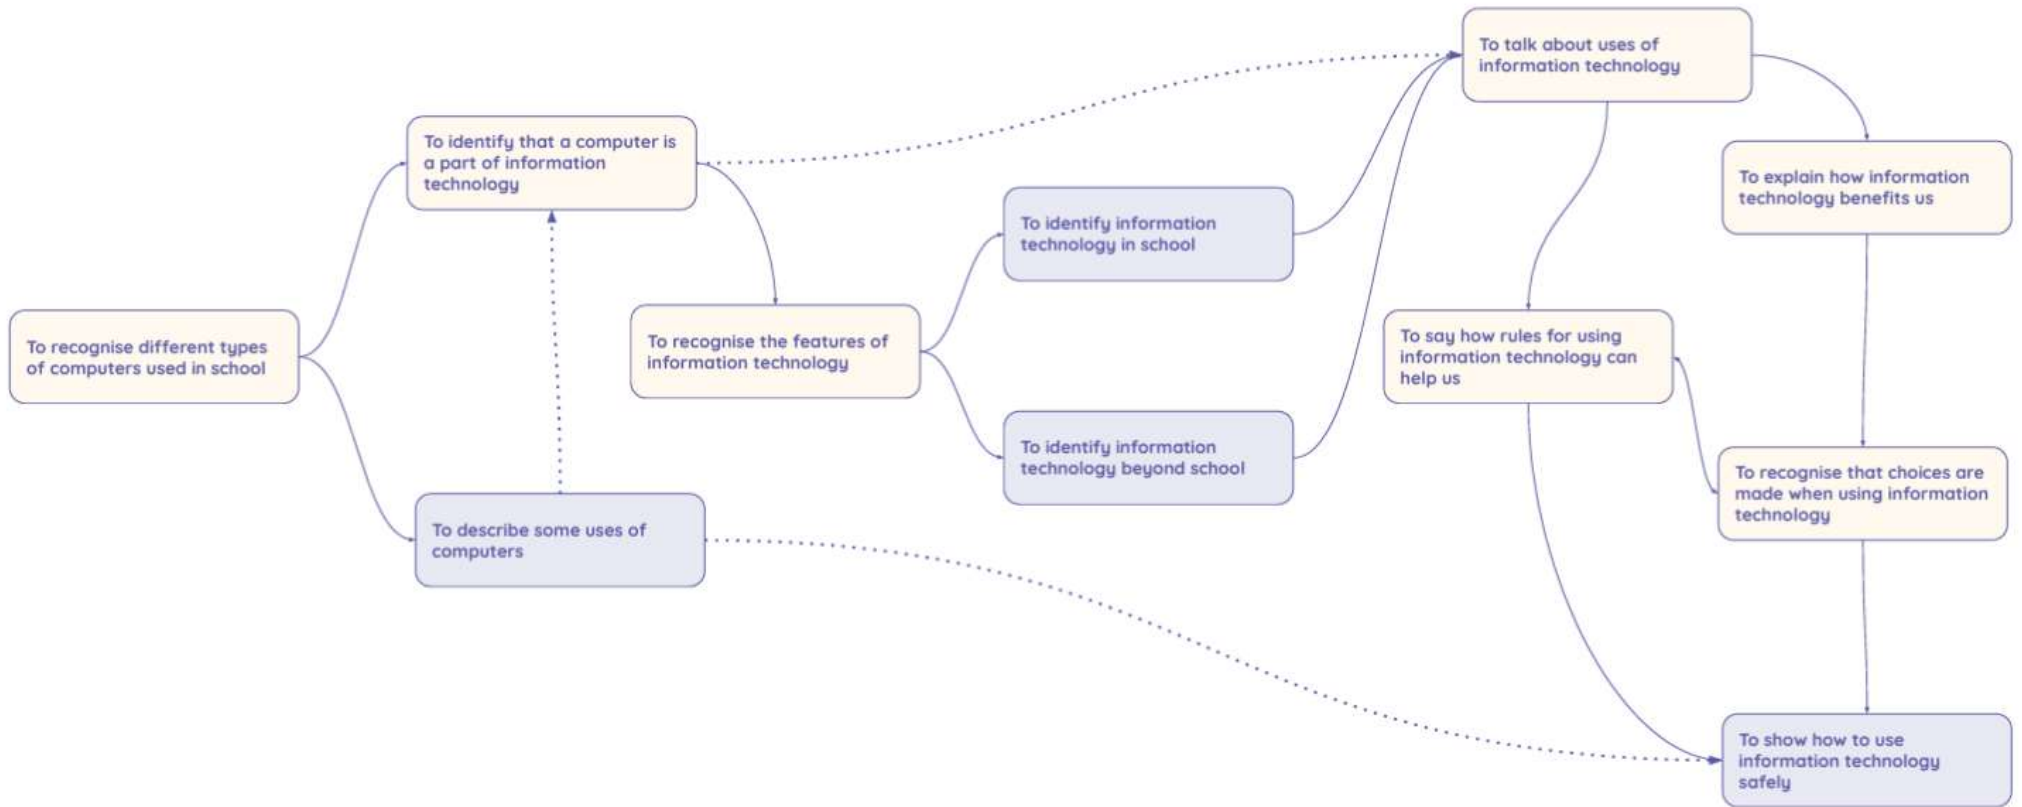 To recognise different types
of computers used in school
To identify that a computer is
a part of information
technology
To describe some uses of
computers
To recognise the features of
information technology
To identify information
technology in school
To identify information
technology beyond school
To talk about uses of
information technology
To say how rules for using
information technology can
help us
To explain how information
technology benefits us
To recognise that choices are
made when using information
technology
To show how to use
information technology
safely